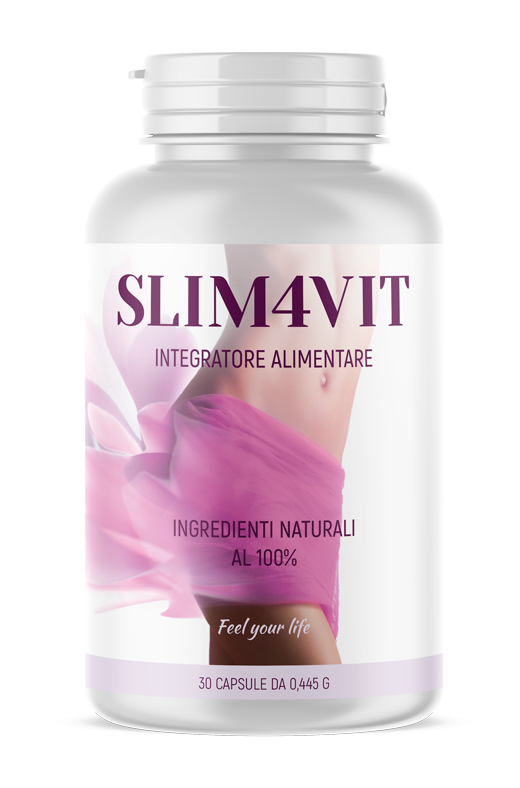 SLIM4VIT
INTEGRATORE ALIMENTARE
INGREDIENTI NATURALI
AL 100%
Feel your life
30 CAPSULE DA 0,445 G